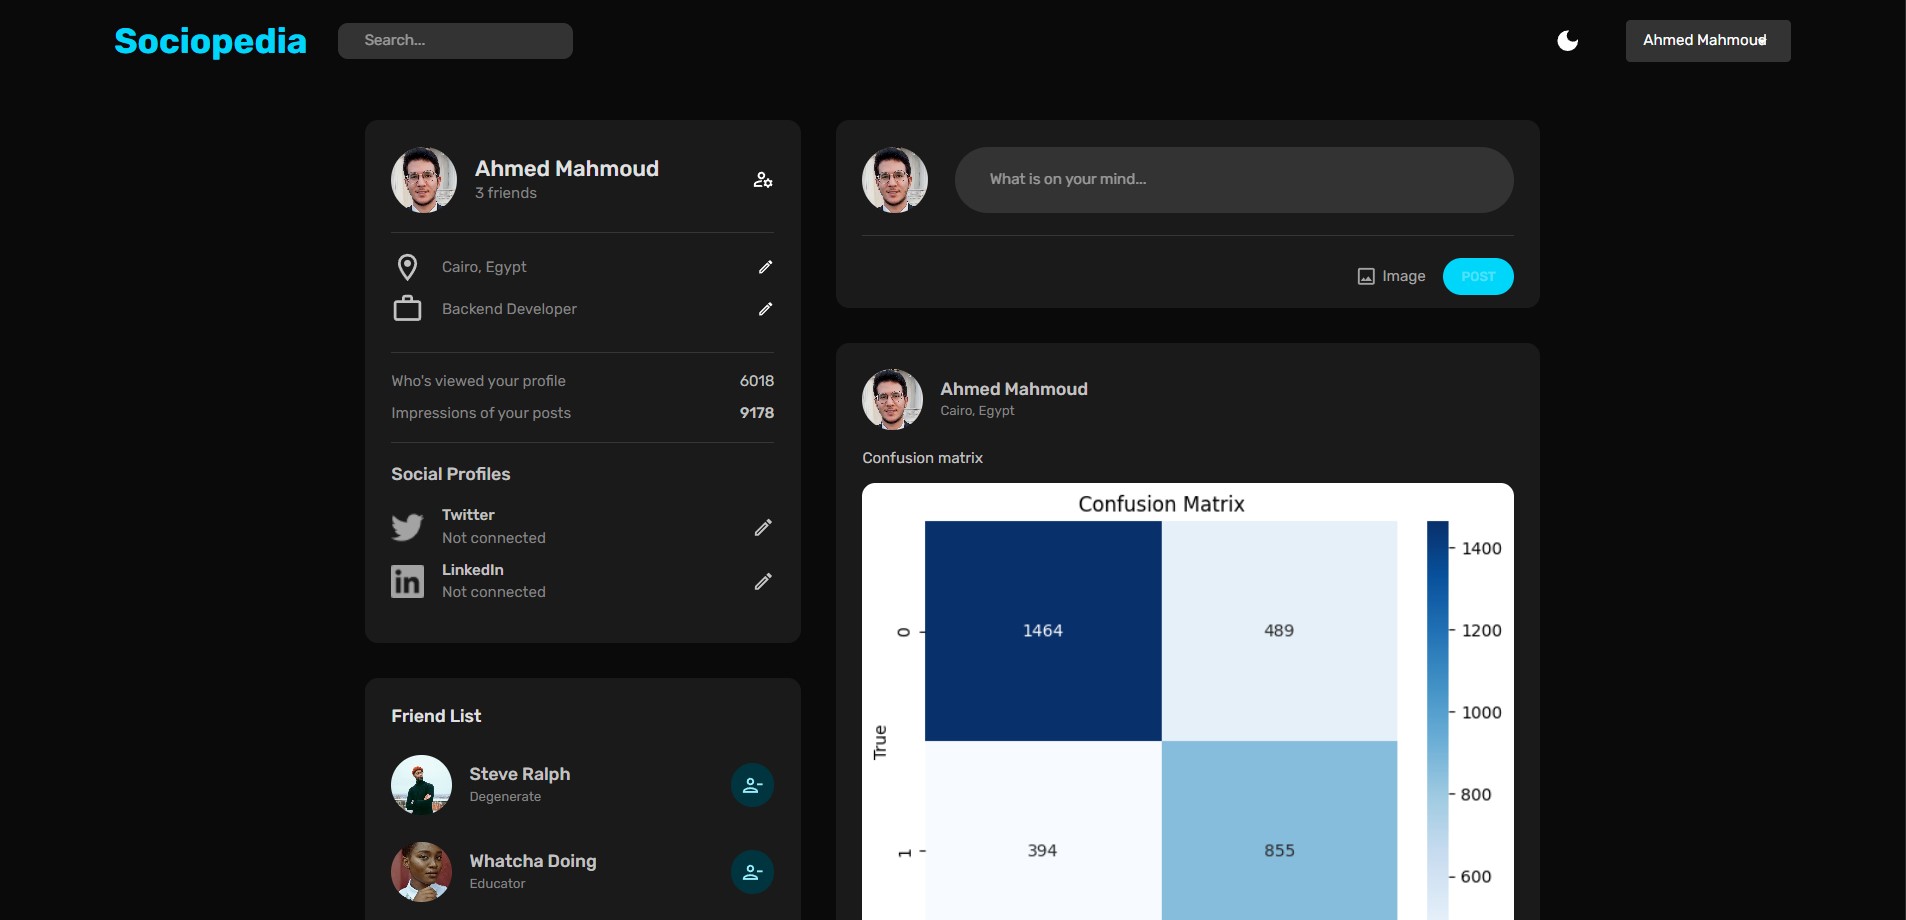 Sociopedia
Search...
Ahmed Mahmoud
Ahmed Mahmoud
3 friends
Cairo, Egypt
Backend Developer
Who's viewed your profile 6018
Impressions of your posts 9178
Social Profiles
Twitter
Not connected
LinkedIn
Not connected
Friend List
Steve Ralph
Degenerate
Whatcha Doing
Educator
What is on your mind...
Image
POST
Ahmed Mahmoud
Cairo, Egypt
Confusion matrix
Confusion Matrix
True
0
1
1464 489
394 855
1400
1200
1000
800
600